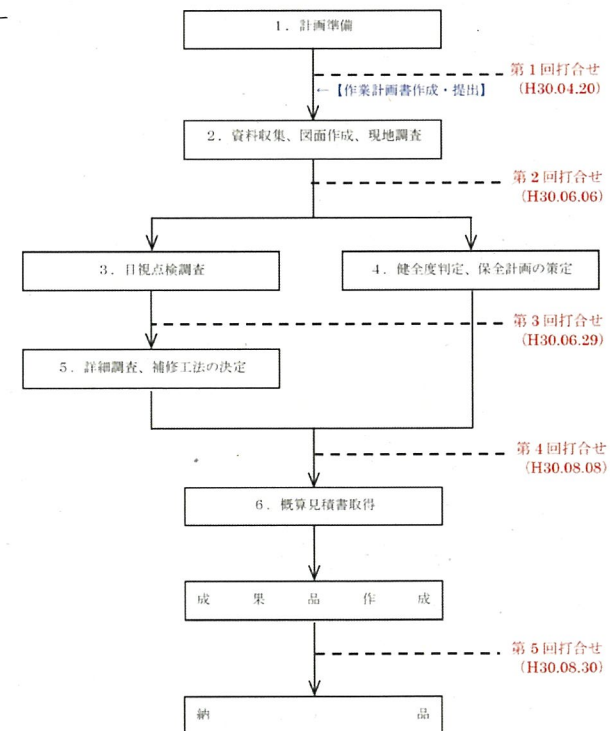 1．計画準備
第1回打合せ
(H30.04.20)
←【作業計画書作成・提出】
2．資料収集、図面作成、現地調査
第2回打合せ
(H30.06.06)
3．目視点検調査
4．健全度判定、保全計画の策定
第3回打合せ
(H30.06.29)
5．詳細調査、補修工法の決定
第4回打合せ
(H30.08.08)
6．概算見積書取得
成果品作成
第5回打合せ
(H30.08.30)
納品